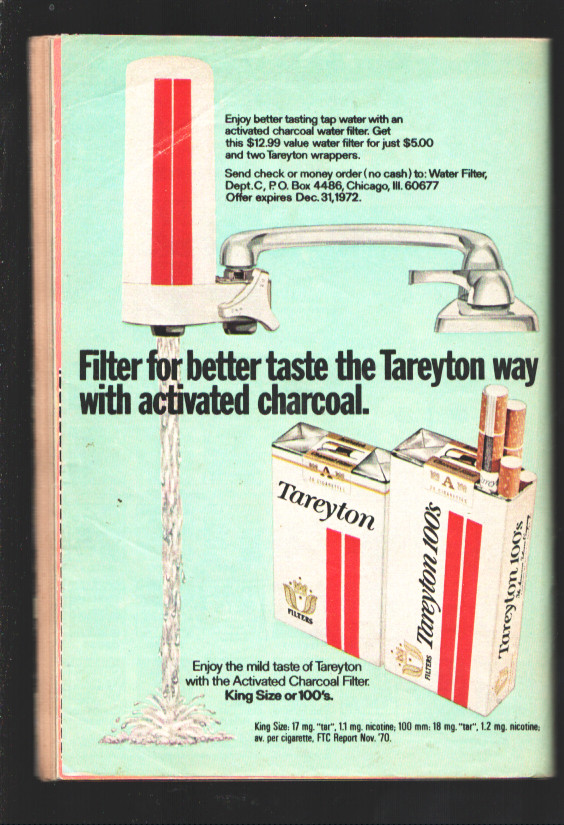 Enjoy better tasting tap water with an
activated charcoal water filter. Get
this $12.99 value water filter for just $5.00
and two Tareyton wrappers.
Send check or money order (no cash) to: Water Filter,
Dept. C, P.O. Box 4486, Chicago, Ill. 60677
Offer expires Dec. 31, 1972.
Filter for better taste the Tareyton way
with activated charcoal.
Tareyton
FILTERS
Tareyton 100's
FILTERS
Tareyton 100's
Enjoy the mild taste of Tareyton
with the Activated Charcoal Filter.
King Size or 100's.
King Size: 17 mg. "tar", 1.1 mg. nicotine; 100 mm: 18 mg. "tar", 1.2 mg. nicotine;
av. per cigarette, FTC Report Nov. '70.